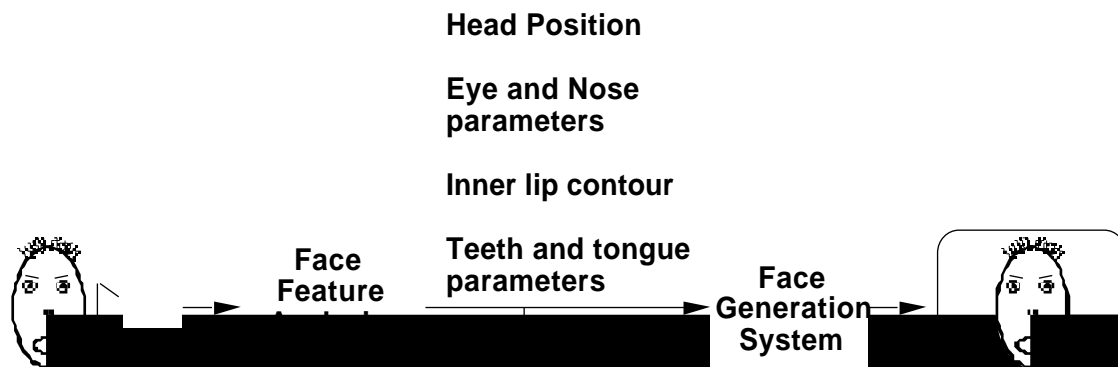 Head Position
Eye and Nose
parameters
Inner lip contour
Teeth and tongue
parameters
Face
Feature
Face
Generation
System